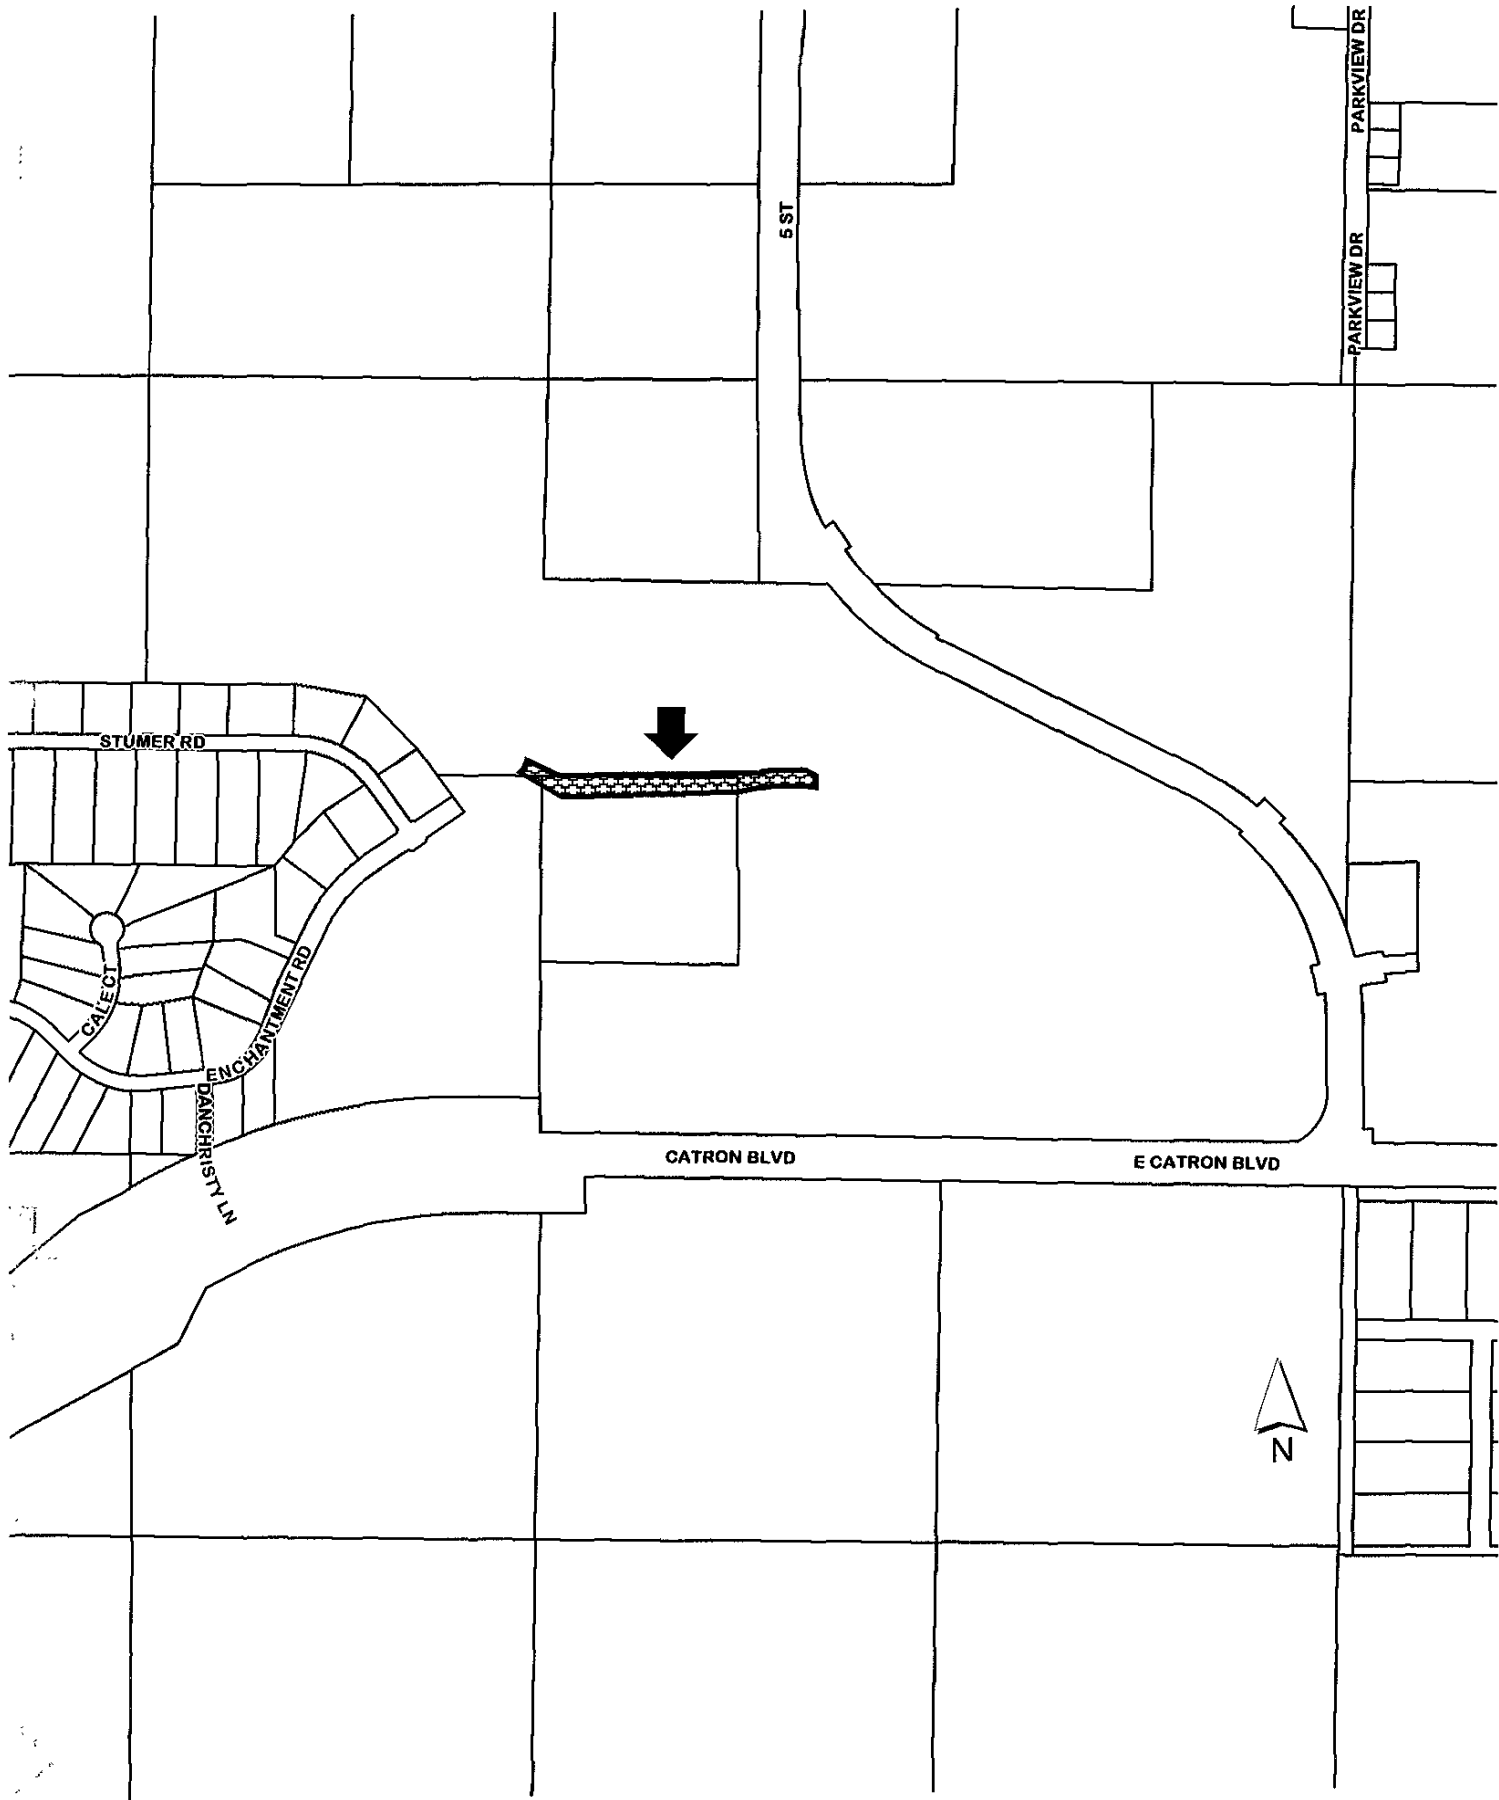 PARKVIEW DR
5 ST
PARKVIEW DR
STUMER RD
CALE CT
ENCHANTMENT RD
DANCHRISTY LN
CATRON BLVD
E CATRON BLVD
N